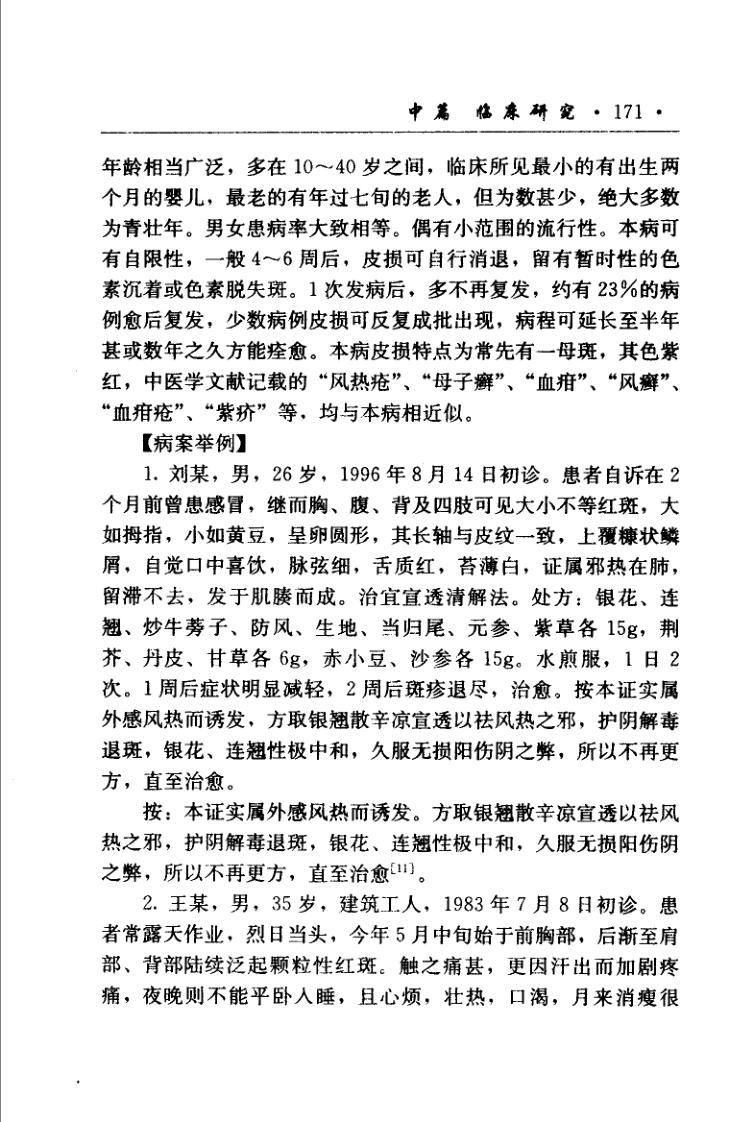 中篇 临床研究 · 171 ·
年龄相当广泛，多在 10～40 岁之间，临床所见最小的有出生两
个月的婴儿，最老的有年过七旬的老人，但为数甚少，绝大多数
为青壮年。男女患病率大致相等。偶有小范围的流行性。本病可
有自限性，一般 4～6 周后，皮损可自行消退，留有暂时性的色
素沉着或色素脱失斑。1 次发病后，多不再复发，约有 23%的病
例愈后复发，少数病例皮损可反复成批出现，病程可延长至半年
甚或数年之久方能痊愈。本病皮损特点为常先有一母斑，其色紫
红，中医学文献记载的“风热疮”、“母子癣”、“血疳”、“风癣”、
“血疳疮”、“紫疥”等，均与本病相近似。
【病案举例】
1. 刘某，男，26 岁，1996 年 8 月 14 日初诊。患者自诉在 2
个月前曾患感冒，继而胸、腹、背及四肢可见大小不等红斑，大
如拇指，小如黄豆，呈卵圆形，其长轴与皮纹一致，上覆糠状鳞
屑，自觉口中喜饮，脉弦细，舌质红，苔薄白，证属邪热在肺，
留滞不去，发于肌腠而成。治宜宣透清解法。处方：银花、连
翘、炒牛蒡子、防风、生地、当归尾、元参、紫草各 15g，荆
芥、丹皮、甘草各 6g，赤小豆、沙参各 15g。水煎服，1 日 2
次。1 周后症状明显减轻，2 周后斑疹退尽，治愈。按本证实属
外感风热而诱发，方取银翘散辛凉宣透以祛风热之邪，护阴解毒
退斑，银花、连翘性极中和，久服无损阳伤阴之弊，所以不再更
方，直至治愈。
按：本证实属外感风热而诱发。方取银翘散辛凉宣透以祛风
热之邪，护阴解毒退斑，银花、连翘性极中和，久服无损阳伤阴
之弊，所以不再更方，直至治愈[11]。
2. 王某，男，35 岁，建筑工人，1983 年 7 月 8 日初诊。患
者常露天作业，烈日当头，今年 5 月中旬始于前胸部，后渐至肩
部、背部陆续泛起颗粒性红斑。触之痛甚，更因汗出而加剧疼
痛，夜晚则不能平卧人睡，且心烦，壮热，口渴，月来消瘦很